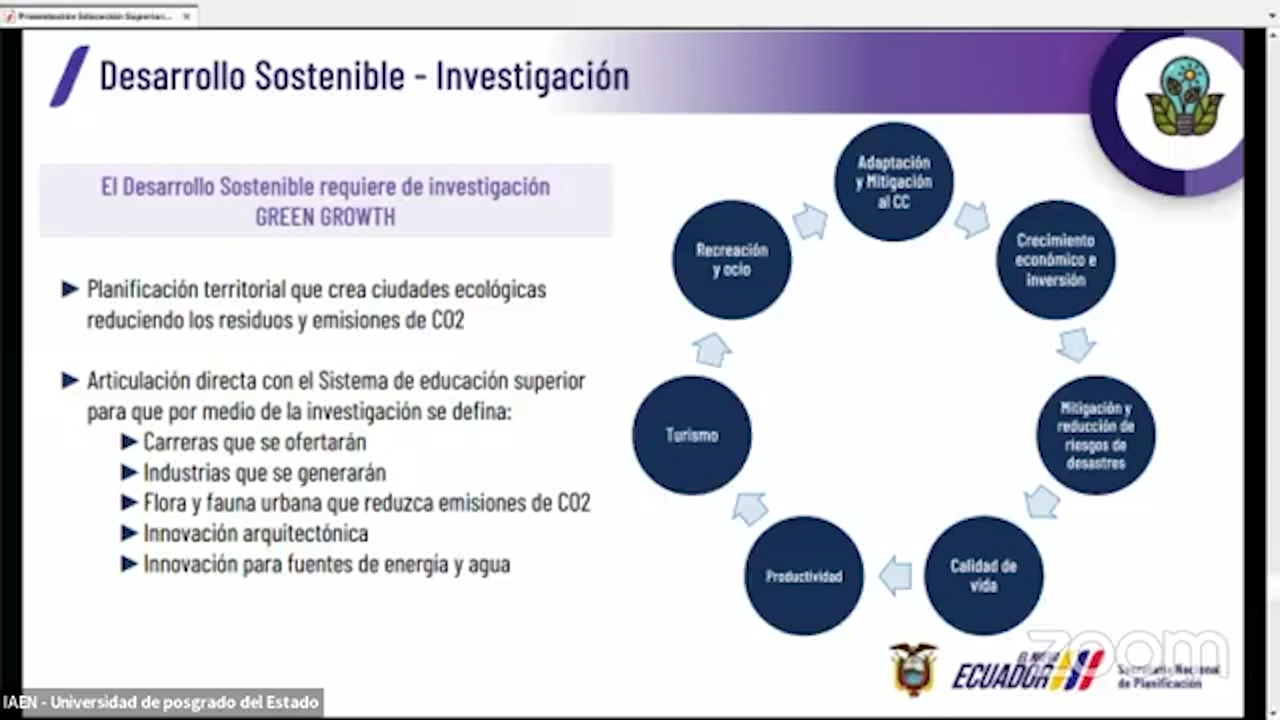 Presentación Educación Superior...
Desarrollo Sostenible - Investigación
El Desarrollo Sostenible requiere de investigación
GREEN GROWTH
Planificación territorial que crea ciudades ecológicas
reduciendo los residuos y emisiones de CO2
Articulación directa con el Sistema de educación superior
para que por medio de la investigación se defina:
Carreras que se ofertarán
Industrias que se generarán
Flora y fauna urbana que reduzca emisiones de CO2
Innovación arquitectónica
Innovación para fuentes de energía y agua
Adaptación
y Mitigación
al CC
Crecimiento
económico e
inversión
Mitigación y
reducción de
riesgos de
desastres
Calidad de
vida
Productividad
Turismo
Recreación
y ocio
zoom
EL NUEVO
ECUADOR
Secretaría Nacional
de Planificación
IAEN - Universidad de posgrado del Estado